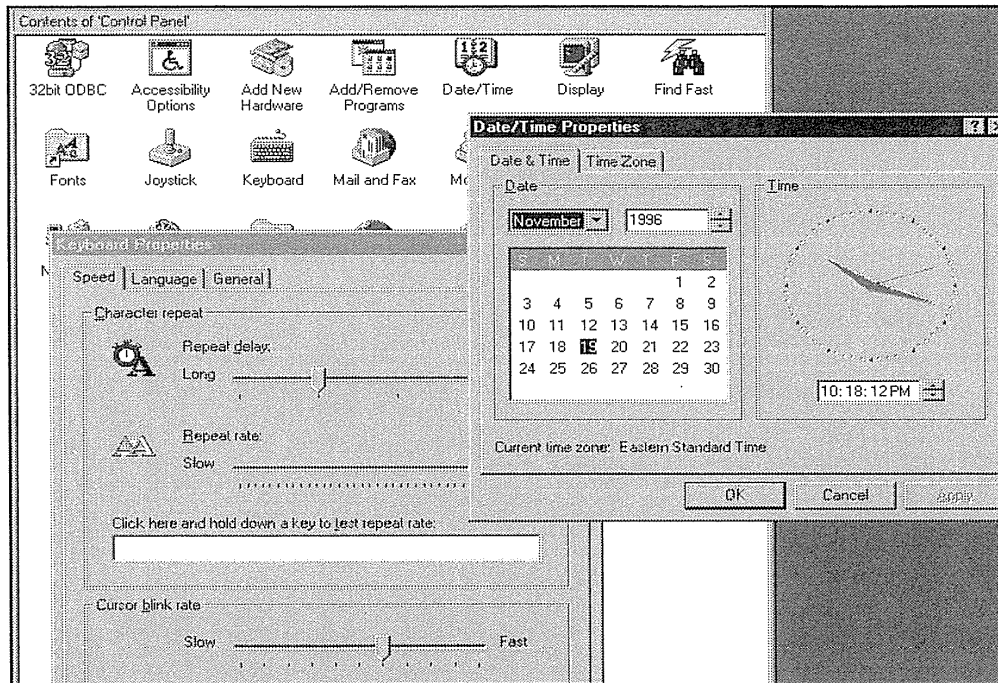 Contents of 'Control Panel'
32bit ODBC
Accessibility
Options
Add New
Hardware
Add/Remove
Programs
Date/Time
Display
Find Fast
Fonts
Joystick
Keyboard
Mail and Fax
Date/Time Properties
Date & Time
Time Zone
Date
November
1996
Time
S M T W T F S
1 2
3 4 5 6 7 8 9
10 11 12 13 14 15 16
17 18 19 20 21 22 23
24 25 26 27 28 29 30
10:18:12 PM
Current time zone: Eastern Standard Time
OK
Cancel
Apply
Keyboard Properties
Speed
Language
General
Character repeat
Repeat delay:
Long
Repeat rate:
Slow
Click here and hold down a key to test repeat rate:
Cursor blink rate
Slow
Fast